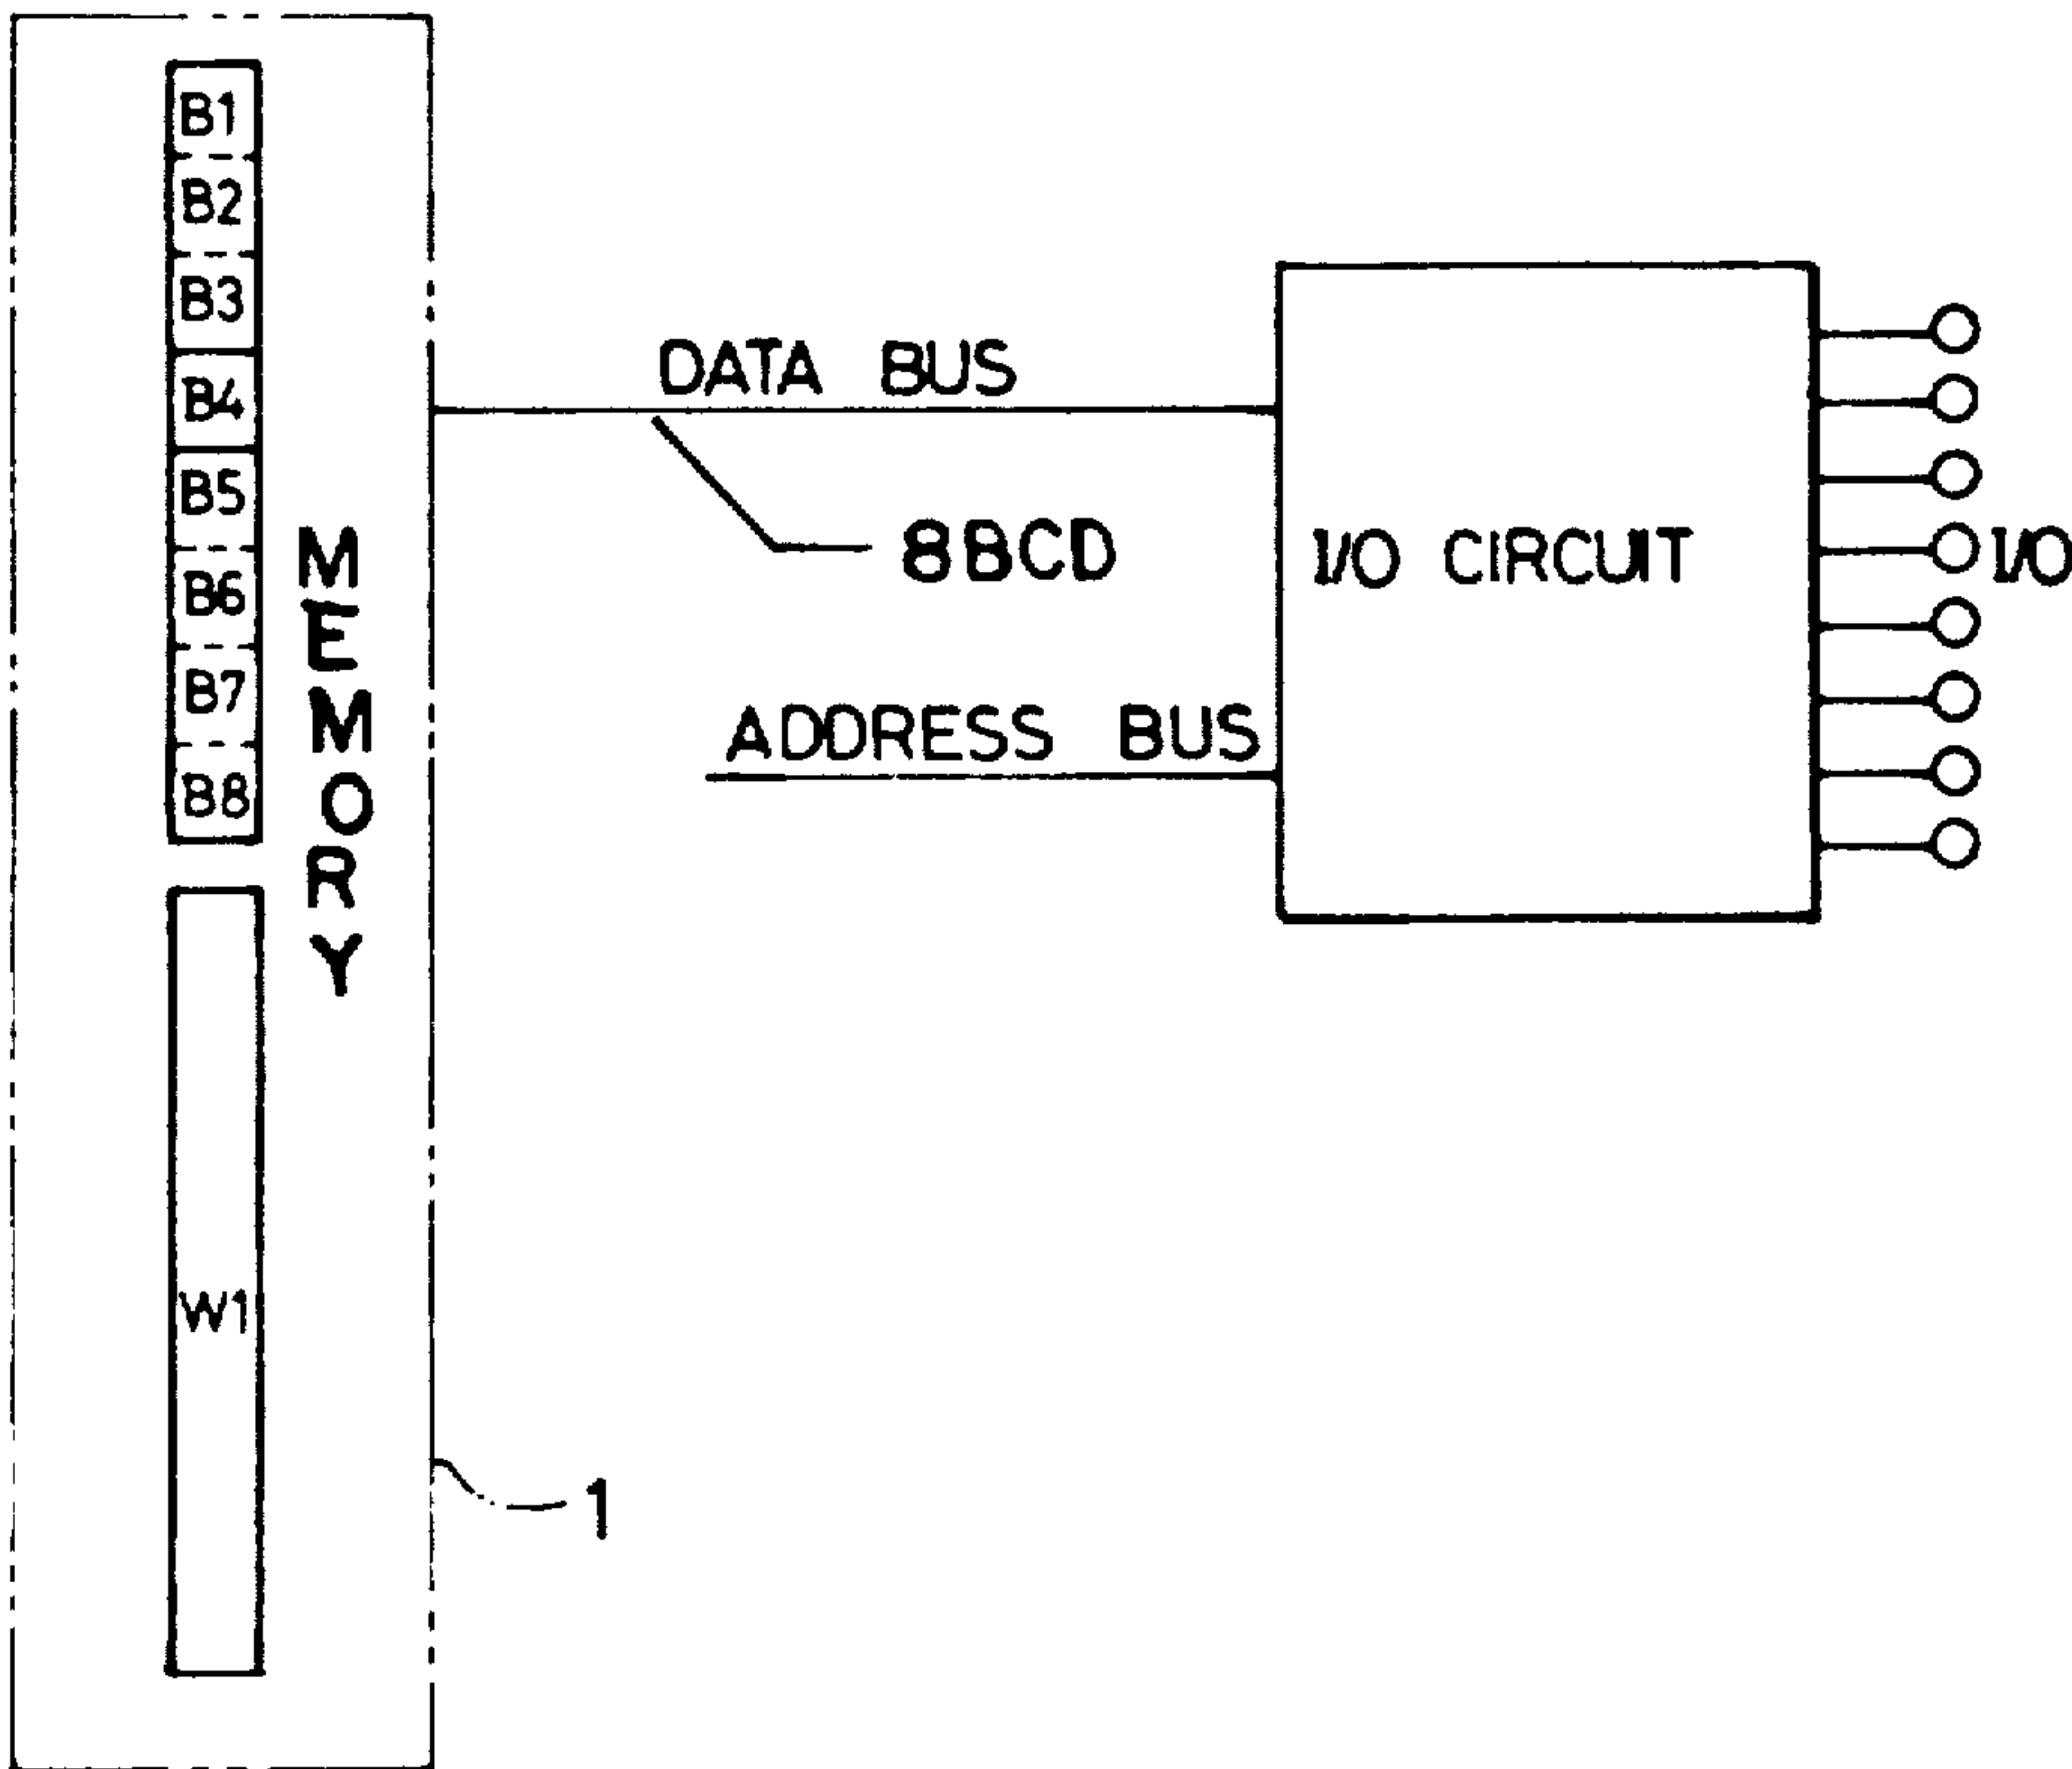 B1
B2
B3
B4
B5
B6
B7
B8
MEMORY
W1
1
DATA BUS
8BCD
ADDRESS BUS
I/O CIRCUIT
I/O